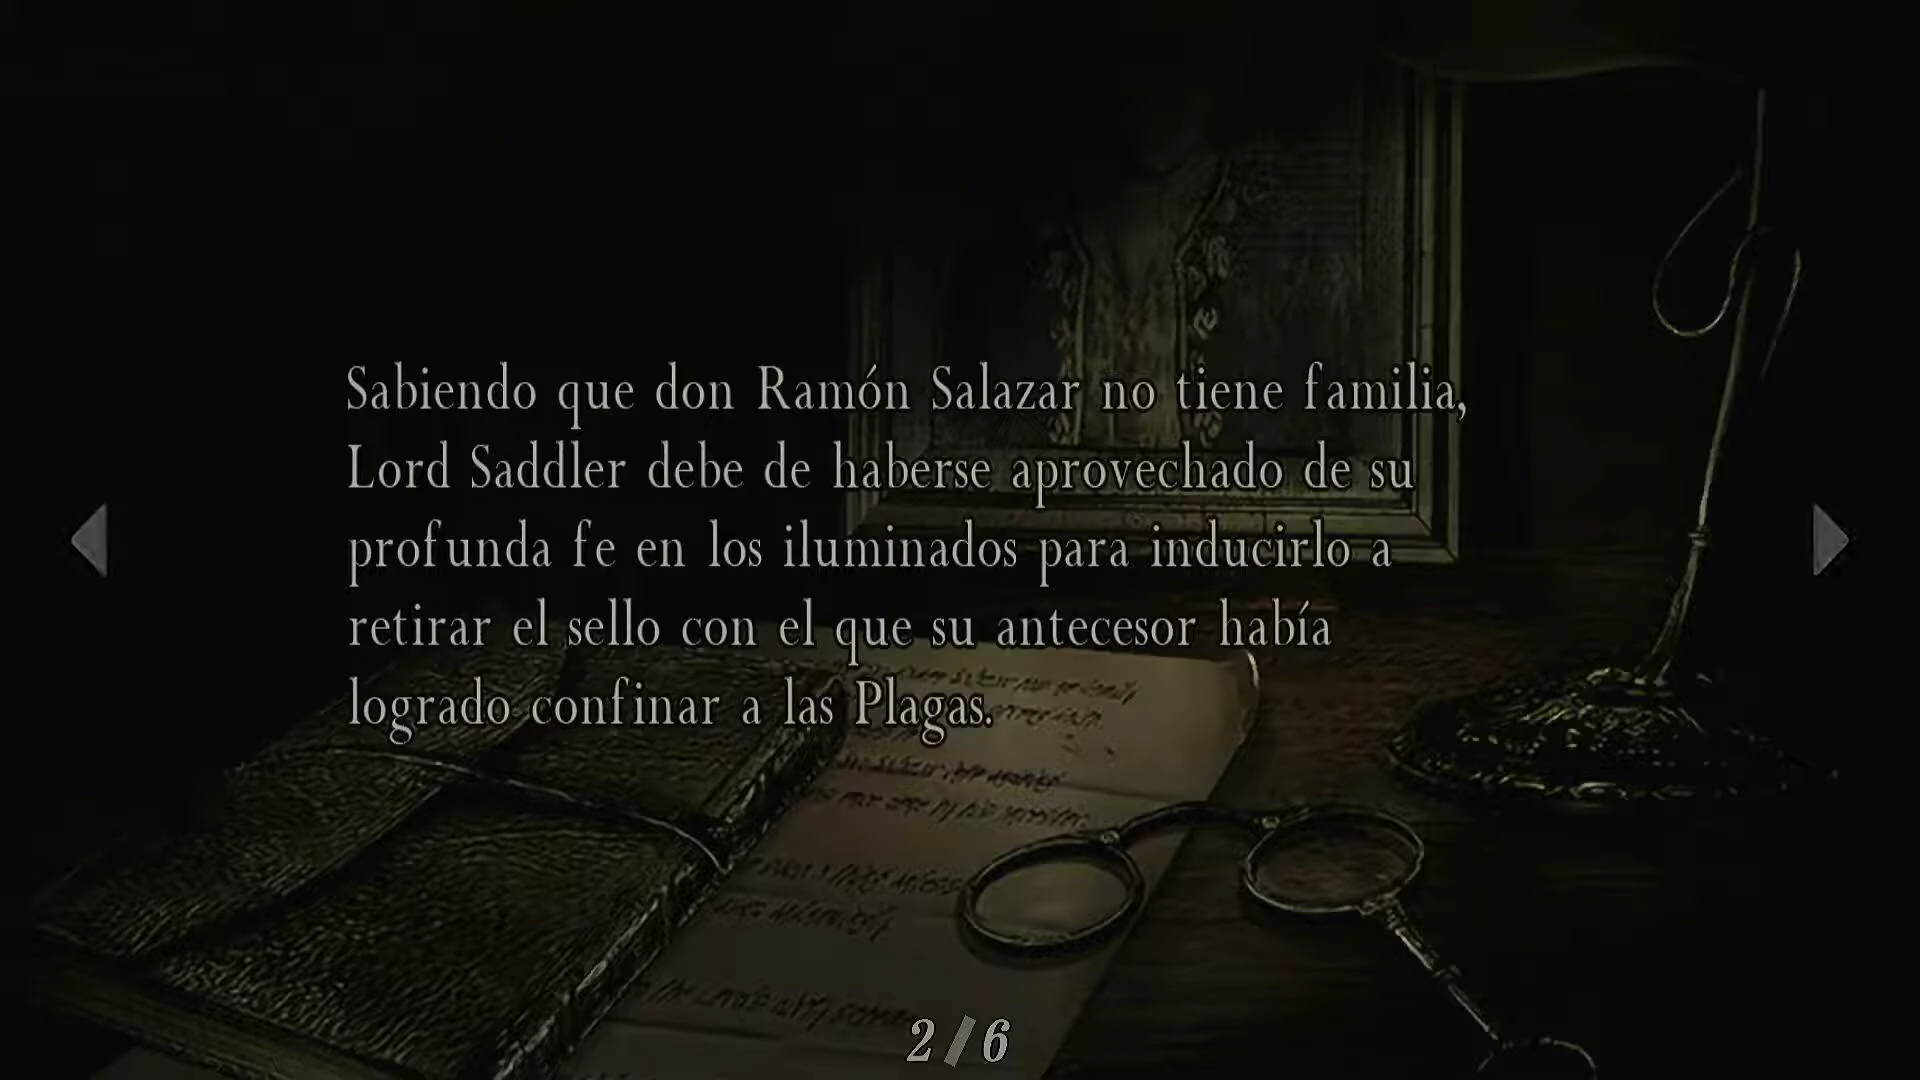 Sabiendo que don Ramón Salazar no tiene familia,
Lord Saddler debe de haberse aprovechado de su
profunda fe en los iluminados para inducirlo a
retirar el sello con el que su antecesor había
logrado confinar a las Plagas.
2/6